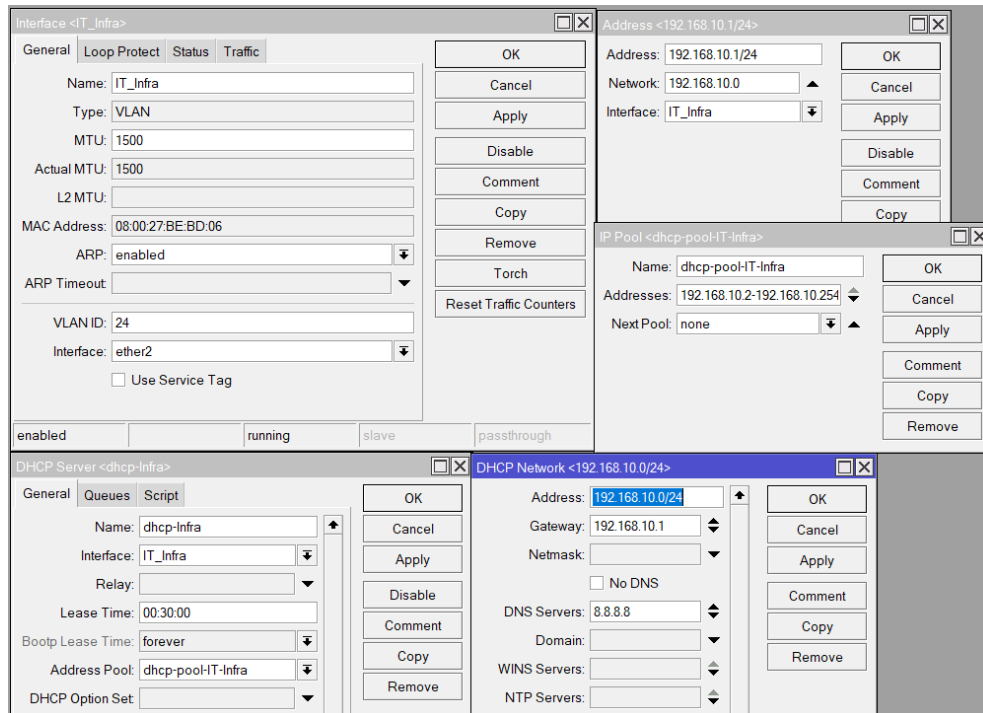 Interface <IT_Infra>
General Loop Protect Status Traffic
Name: IT_Infra
Type: VLAN
MTU: 1500
Actual MTU: 1500
L2 MTU:
MAC Address: 08:00:27:BE:BD:06
ARP: enabled
ARP Timeout:
VLAN ID: 24
Interface: ether2
Use Service Tag
OK
Cancel
Apply
Disable
Comment
Copy
Remove
Torch
Reset Traffic Counters
enabled running slave passthrough
Address <192.168.10.1/24>
Address: 192.168.10.1/24
Network: 192.168.10.0
Interface: IT_Infra
OK
Cancel
Apply
Disable
Comment
Copy
IP Pool <dhcp-pool-IT-Infra>
Name: dhcp-pool-IT-Infra
Addresses: 192.168.10.2-192.168.10.254
Next Pool: none
OK
Cancel
Apply
Comment
Copy
Remove
DHCP Server <dhcp-Infra>
General Queues Script
Name: dhcp-Infra
Interface: IT_Infra
Relay:
Lease Time: 00:30:00
Bootp Lease Time: forever
Address Pool: dhcp-pool-IT-Infra
DHCP Option Set:
OK
Cancel
Apply
Disable
Comment
Copy
Remove
DHCP Network <192.168.10.0/24>
Address: 192.168.10.0/24
Gateway: 192.168.10.1
Netmask:
No DNS
DNS Servers: 8.8.8.8
Domain:
WINS Servers:
NTP Servers:
OK
Cancel
Apply
Comment
Copy
Remove